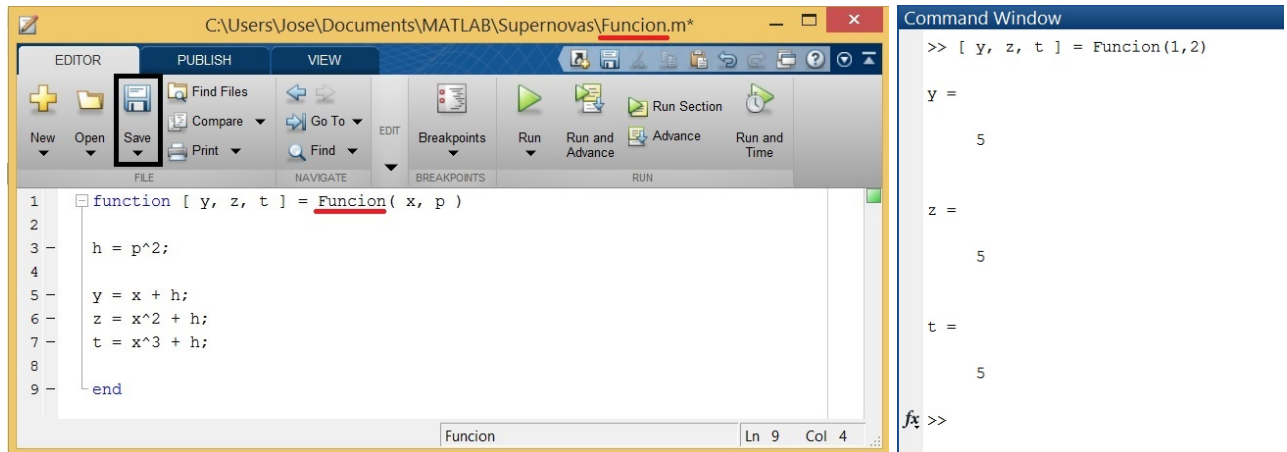 C:\Users\Jose\Documents\MATLAB\Supernovas\Funcion.m*
EDITOR PUBLISH VIEW
New Open Save
Find Files
Compare
Print
FILE
Go To
Find
NAVIGATE
EDIT
Breakpoints
BREAKPOINTS
Run
Run and Advance
Run Section
Advance
Run and Time
RUN
1 function [ y, z, t ] = Funcion( x, p )
2
3 – h = p^2;
4
5 – y = x + h;
6 – z = x^2 + h;
7 – t = x^3 + h;
8
9 – end
Funcion Ln 9 Col 4
Command Window
>> [ y, z, t ] = Funcion(1,2)
y =
5
z =
5
t =
5
fx >>